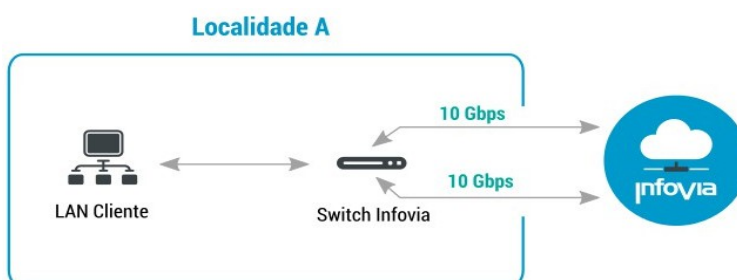 Localidade A
10 Gbps
10 Gbps
LAN Cliente
Switch Infovia
Infovia